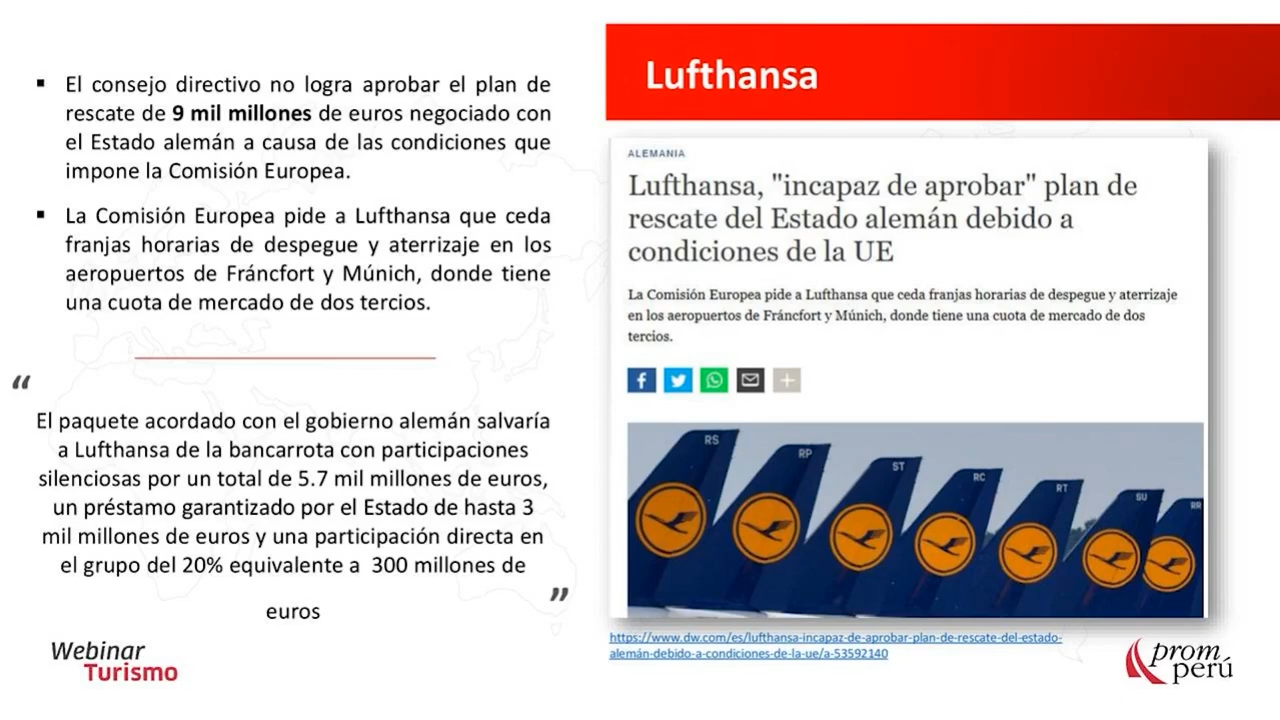 ▪ El consejo directivo no logra aprobar el plan de
rescate de 9 mil millones de euros negociado con
el Estado alemán a causa de las condiciones que
impone la Comisión Europea.
▪ La Comisión Europea pide a Lufthansa que ceda
franjas horarias de despegue y aterrizaje en los
aeropuertos de Fráncfort y Múnich, donde tiene
una cuota de mercado de dos tercios.
“
El paquete acordado con el gobierno alemán salvaría
a Lufthansa de la bancarrota con participaciones
silenciosas por un total de 5.7 mil millones de euros,
un préstamo garantizado por el Estado de hasta 3
mil millones de euros y una participación directa en
el grupo del 20% equivalente a 300 millones de
euros
”
Webinar
Turismo
Lufthansa
ALEMANIA
Lufthansa, "incapaz de aprobar" plan de
rescate del Estado alemán debido a
condiciones de la UE
La Comisión Europea pide a Lufthansa que ceda franjas horarias de despegue y aterrizaje
en los aeropuertos de Fráncfort y Múnich, donde tiene una cuota de mercado de dos
tercios.
RS
RP
ST
RC
RT
SU
RR
https://www.dw.com/es/lufthansa-incapaz-de-aprobar-plan-de-rescate-del-estado-
alemán-debido-a-condiciones-de-la-ue/a-53592140
prom
perú